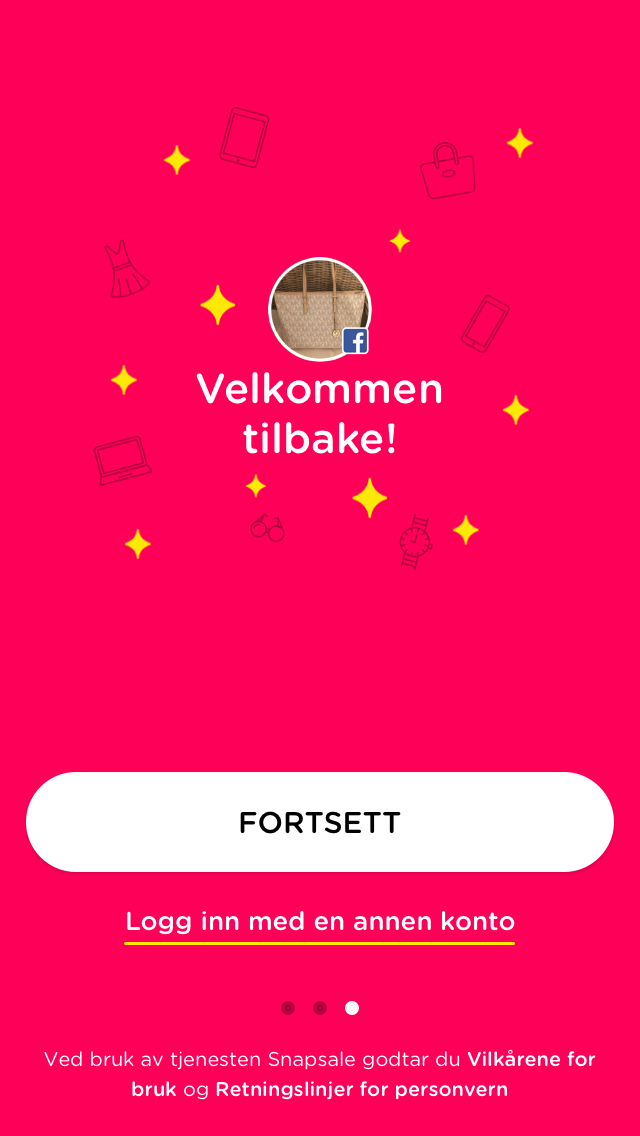 Velkommen
tilbake!
FORTSETT
Logg inn med en annen konto
Ved bruk av tjenesten Snapsale godtar du Vilkårene for
bruk og Retningslinjer for personvern